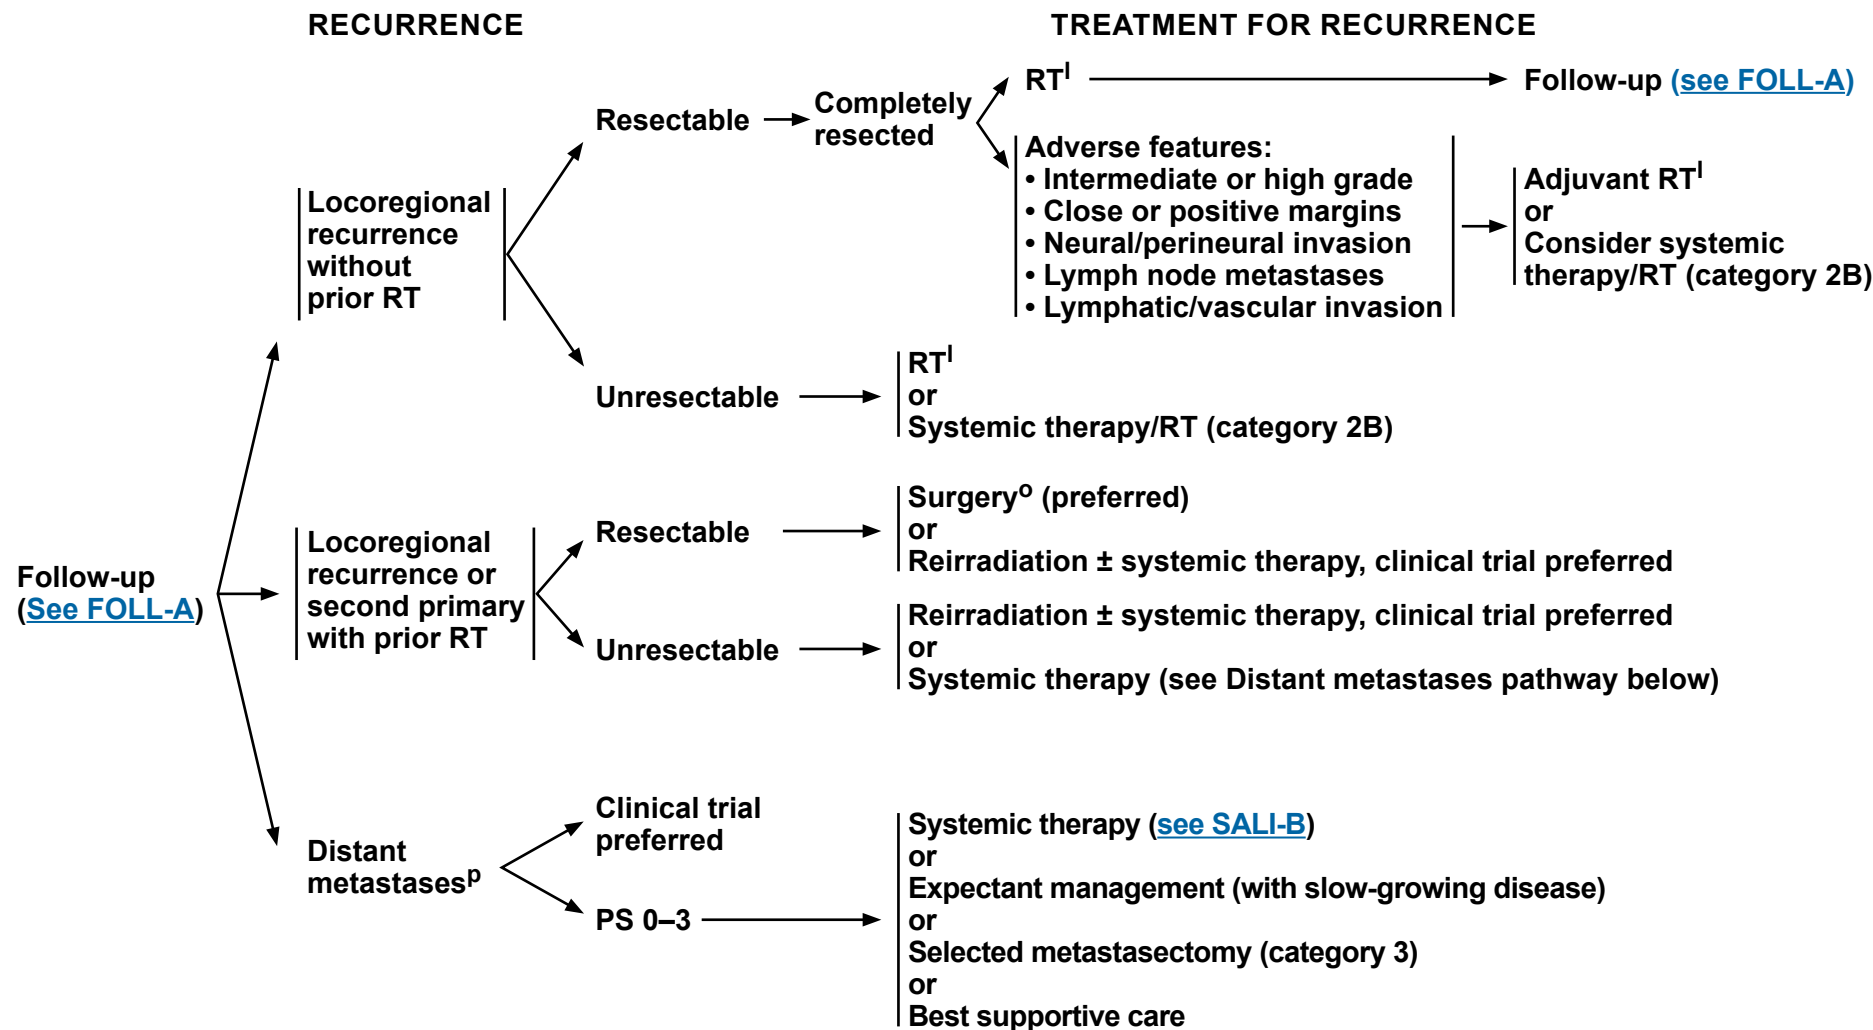 RECURRENCE
TREATMENT FOR RECURRENCE
Follow-up
(See FOLL-A)
Locoregional
recurrence
without
prior RT
Resectable
Completely
resected
RTˡ
Follow-up (see FOLL-A)
Adverse features:
• Intermediate or high grade
• Close or positive margins
• Neural/perineural invasion
• Lymph node metastases
• Lymphatic/vascular invasion
Adjuvant RTˡ
or
Consider systemic
therapy/RT (category 2B)
Unresectable
RTˡ
or
Systemic therapy/RT (category 2B)
Locoregional
recurrence or
second primary
with prior RT
Resectable
Surgeryᵒ (preferred)
or
Reirradiation ± systemic therapy, clinical trial preferred
Unresectable
Reirradiation ± systemic therapy, clinical trial preferred
or
Systemic therapy (see Distant metastases pathway below)
Distant
metastasesᵖ
Clinical trial
preferred
PS 0–3
Systemic therapy (see SALI-B)
or
Expectant management (with slow-growing disease)
or
Selected metastasectomy (category 3)
or
Best supportive care